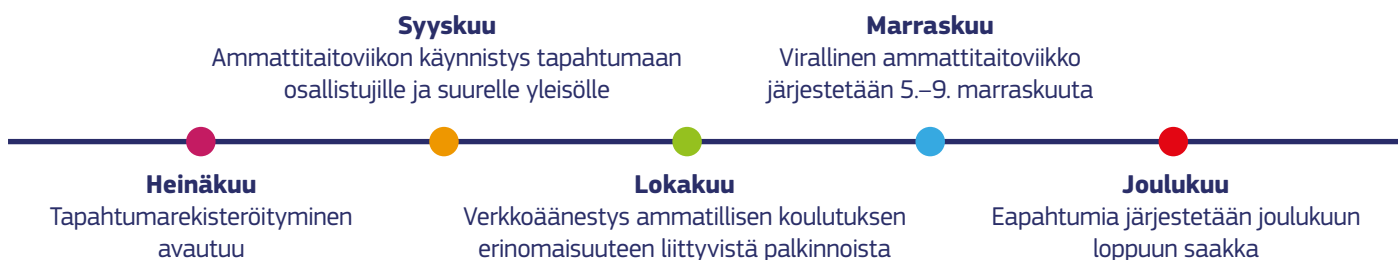 Syyskuu
Ammattitaitoviikon käynnistys tapahtumaan
osallistujille ja suurelle yleisölle
Marraskuu
Virallinen ammattitaitoviikko
järjestetään 5.–9. marraskuuta
Heinäkuu
Tapahtumarekisteröityminen
avautuu
Lokakuu
Verkkoäänestys ammatillisen koulutuksen
erinomaisuuteen liittyvistä palkinnoista
Joulukuu
Eapahtumia järjestetään joulukuun
loppuun saakka